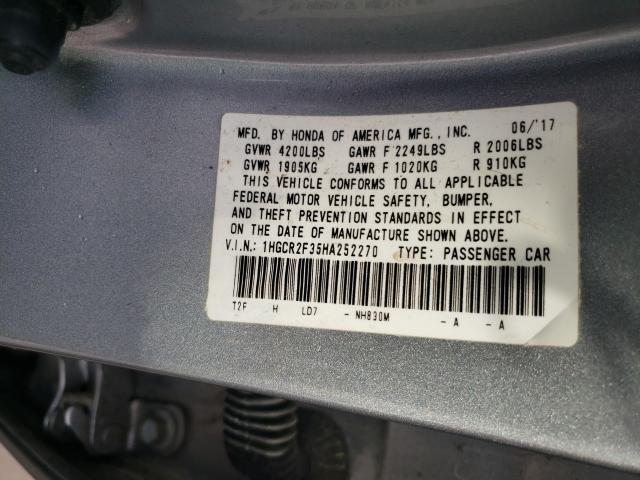 MFD. BY HONDA OF AMERICA MFG., INC. 06/'17
GVWR 4200LBS GAWR F 2249LBS R 2006LBS
GVWR 1905KG GAWR F 1020KG R 910KG
THIS VEHICLE CONFORMS TO ALL APPLICABLE
FEDERAL MOTOR VEHICLE SAFETY, BUMPER,
AND THEFT PREVENTION STANDARDS IN EFFECT
ON THE DATE OF MANUFACTURE SHOWN ABOVE.
V.I.N.: 1HGCR2F35HA252270 TYPE: PASSENGER CAR
T2F H LD7 - NH830M - A - A